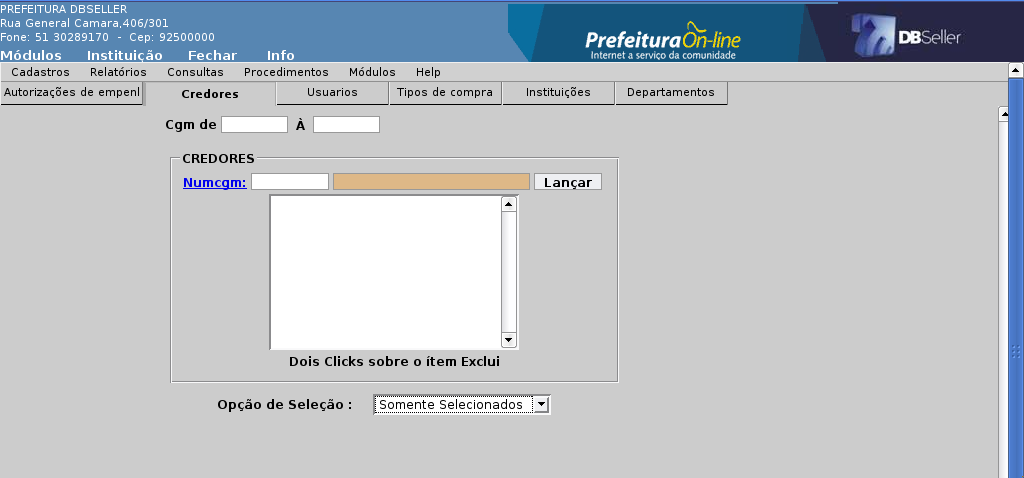 PREFEITURA DBSELLER
Rua General Camara,406/301
Fone: 51 30289170 - Cep: 92500000
Módulos Instituição Fechar Info
Prefeitura On-line
Internet a serviço da comunidade
DBSeller
Cadastros Relatórios Consultas Procedimentos Módulos Help
Autorizações de empenl Credores Usuarios Tipos de compra Instituições Departamentos
Cgm de À
CREDORES
Numcgm: Lançar
Dois Clicks sobre o ítem Exclui
Opção de Seleção : Somente Selecionados